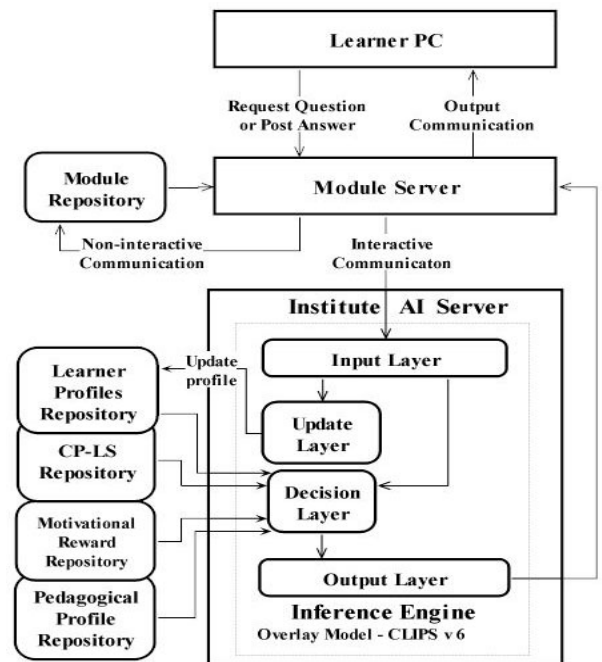 Learner PC
Request Question
or Post Answer
Output
Communication
Module
Repository
Module Server
Non-interactive
Communication
Interactive
Communicaton
Institute AI Server
Learner
Profiles
Repository
Update
profile
Input Layer
Update
Layer
CP-LS
Repository
Decision
Layer
Motivational
Reward
Repository
Output Layer
Pedagogical
Profile
Repository
Inference Engine
Overlay Model - CLIPS v 6